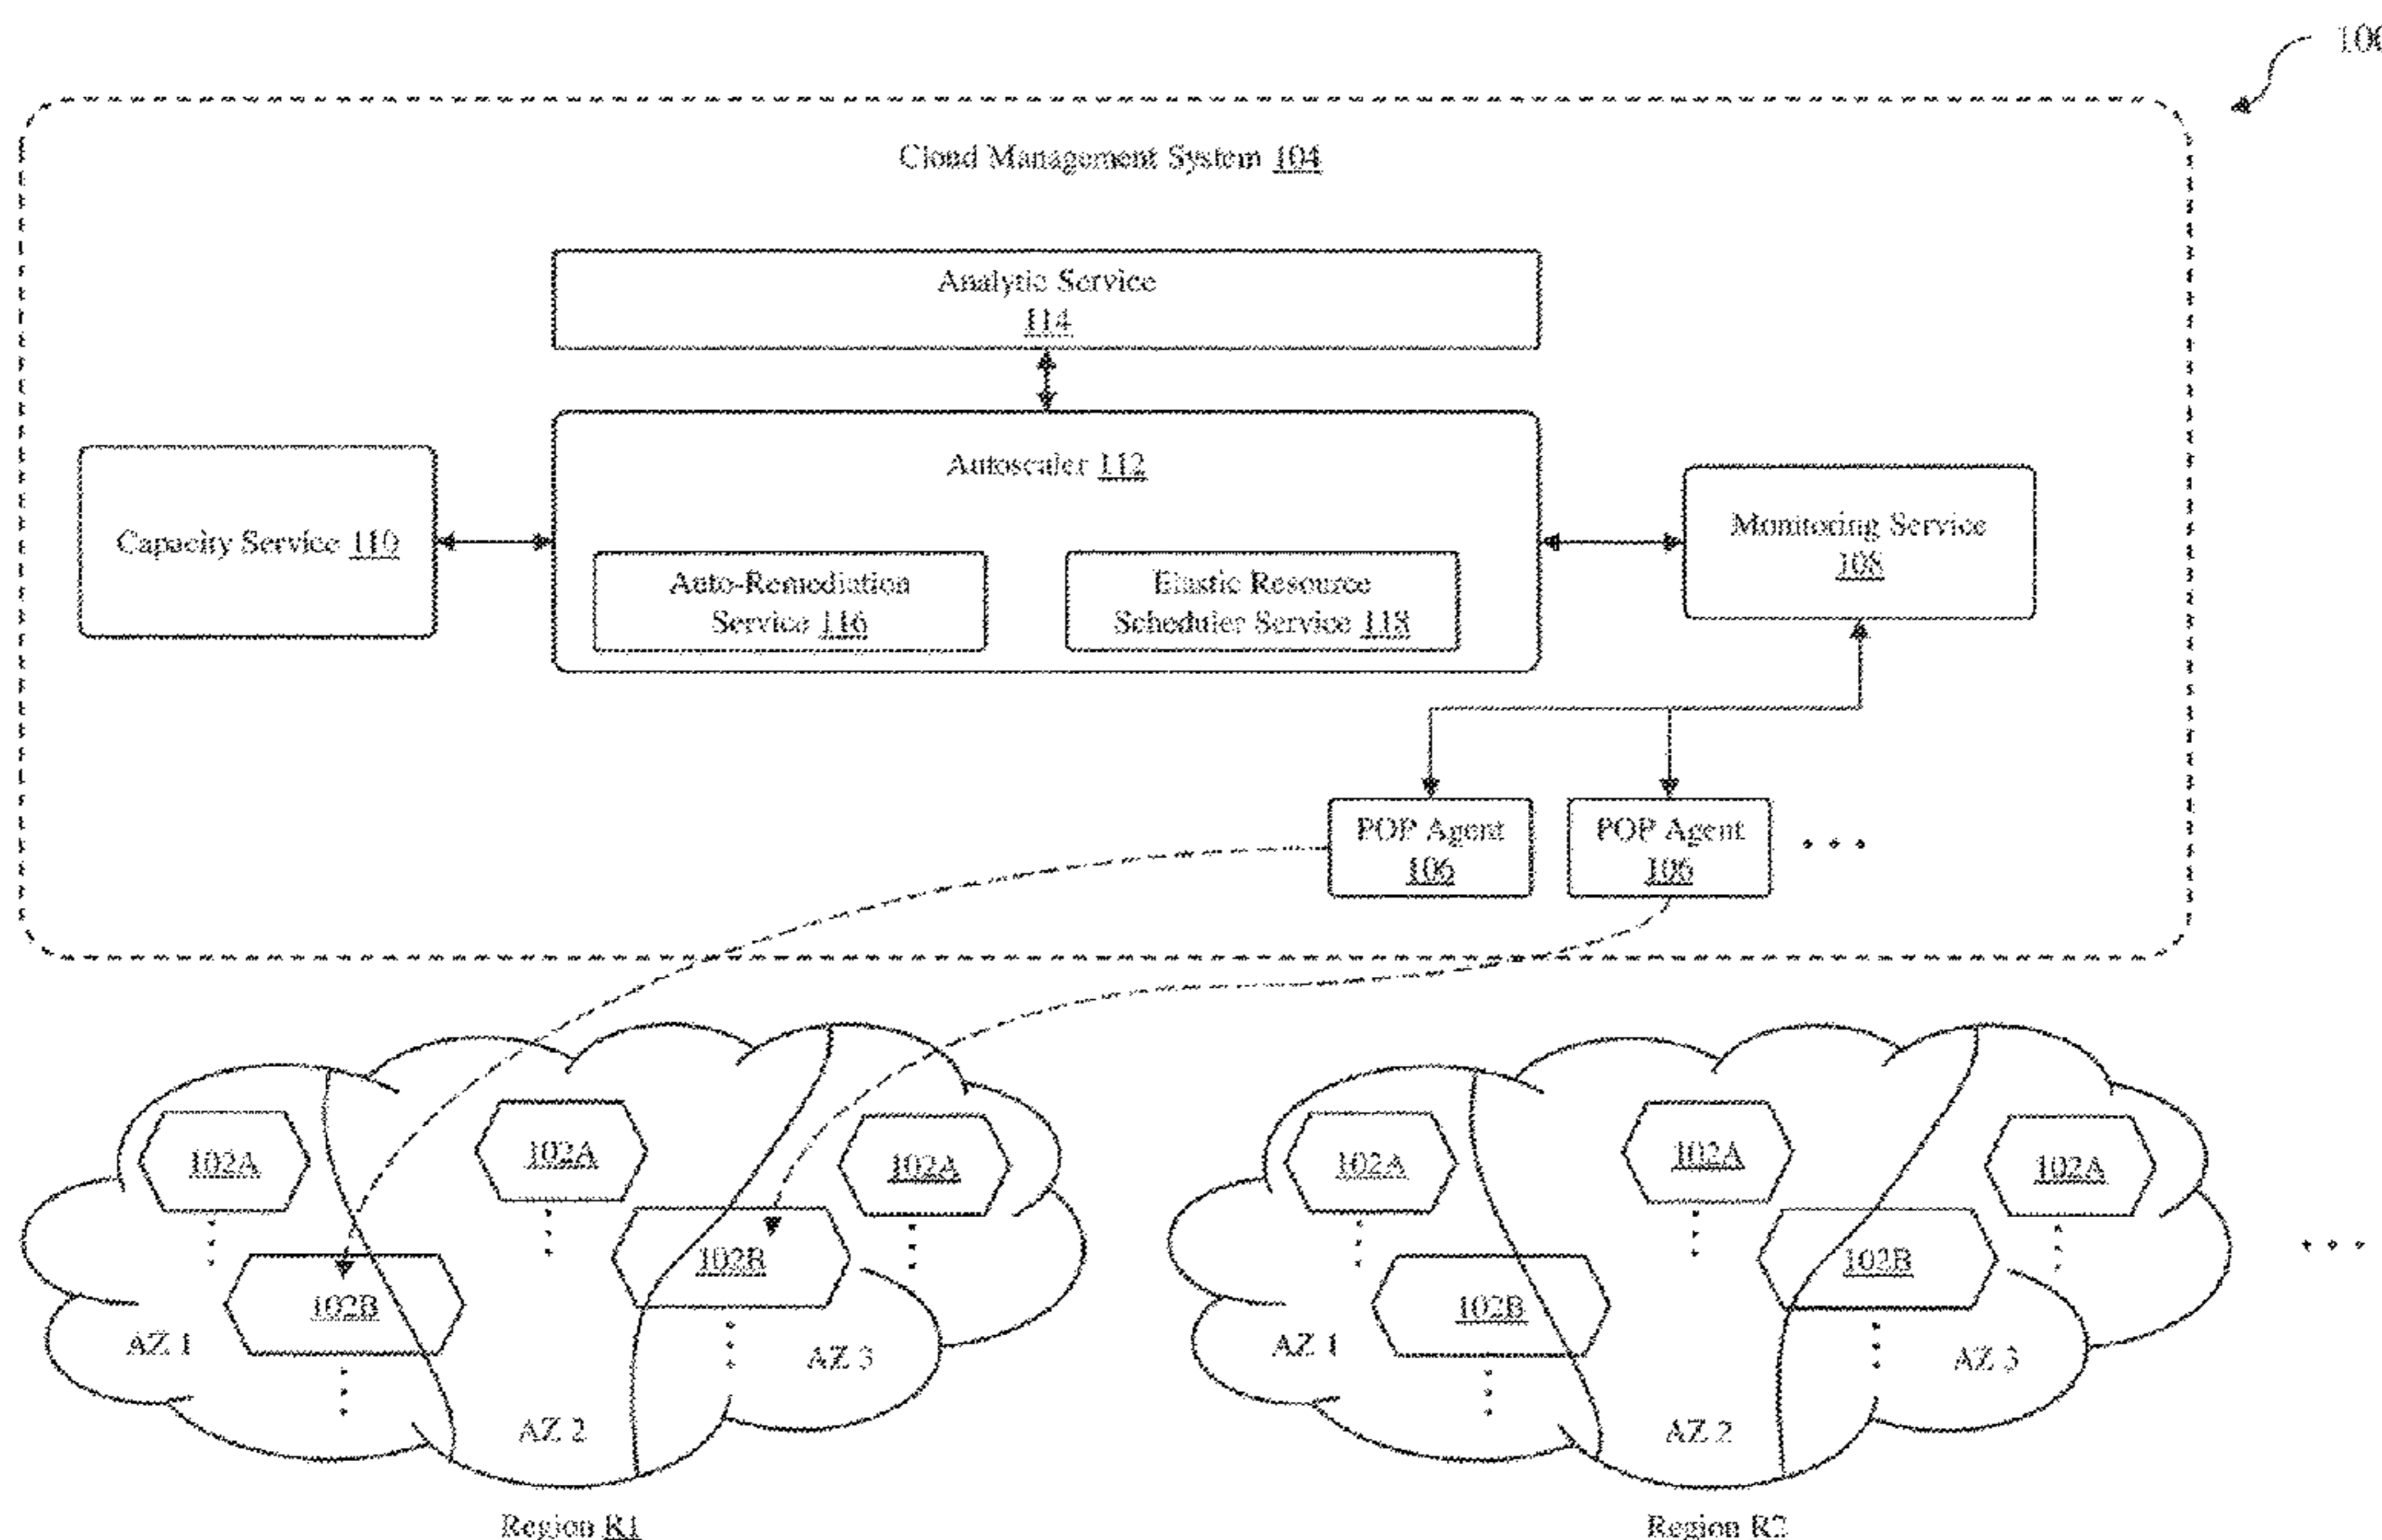 100
Cloud Management System 104
Analytic Service
114
Autoscaler 112
Capacity Service 110
Auto-Remediation
Service 116
Elastic Resource
Scheduler Service 118
Monitoring Service
108
POP Agent
106
POP Agent
106
102A
102A
102A
102B
102B
AZ 1
AZ 2
AZ 3
Region R1
102A
102A
102A
102B
102B
AZ 1
AZ 2
AZ 3
Region R2